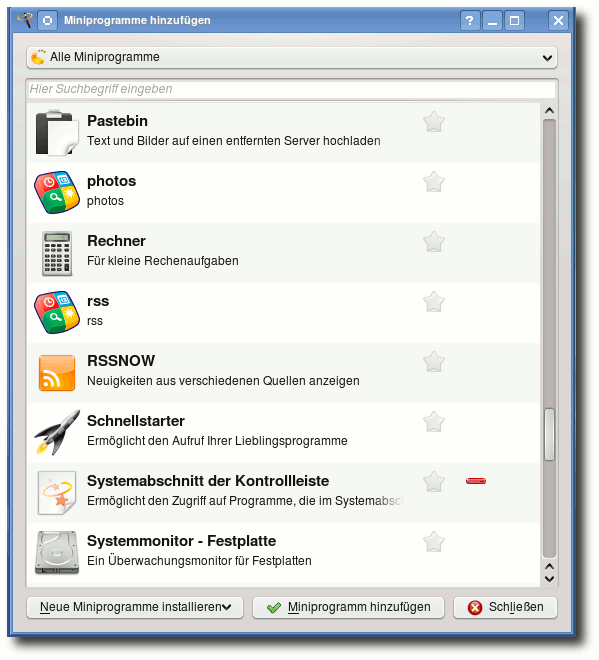 Miniprogramme hinzufügen
Alle Miniprogramme
Hier Suchbegriff eingeben
Pastebin
Text und Bilder auf einen entfernten Server hochladen
photos
photos
Rechner
Für kleine Rechenaufgaben
rss
rss
RSSNOW
Neuigkeiten aus verschiedenen Quellen anzeigen
Schnellstarter
Ermöglicht den Aufruf Ihrer Lieblingsprogramme
Systemabschnitt der Kontrollleiste
Ermöglicht den Zugriff auf Programme, die im Systemabsc
Systemmonitor - Festplatte
Ein Überwachungsmonitor für Festplatten
Neue Miniprogramme installieren
Miniprogramm hinzufügen
Schließen